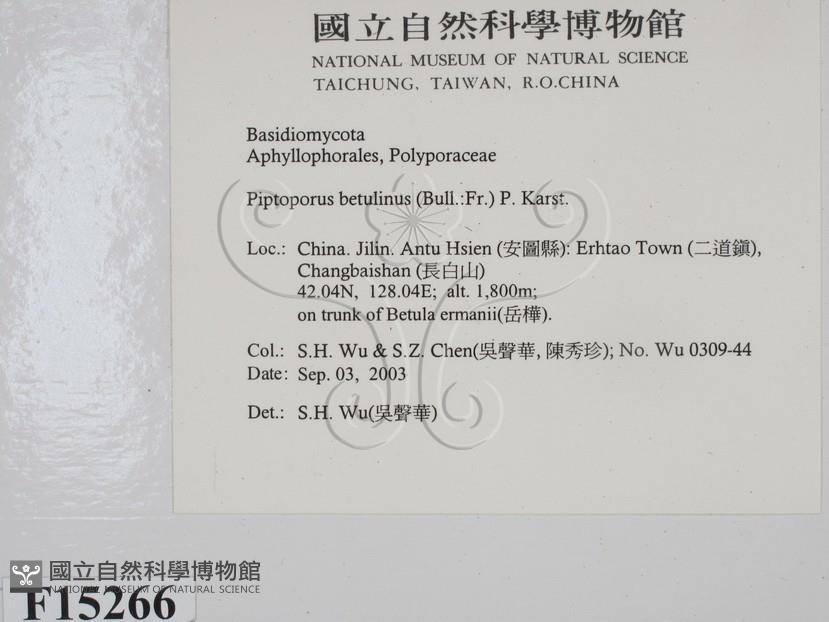 國立自然科學博物館
NATIONAL MUSEUM OF NATURAL SCIENCE
TAICHUNG, TAIWAN, R.O.CHINA
Basidiomycota
Aphyllophorales, Polyporaceae
Piptoporus betulinus (Bull.:Fr.) P. Karst.
Loc.: China. Jilin. Antu Hsien (安圖縣): Erhtao Town (二道鎮),
Changbaishan (長白山)
42.04N, 128.04E; alt. 1,800m;
on trunk of Betula ermanii(岳樺).
Col.: S.H. Wu & S.Z. Chen(吳聲華, 陳秀珍); No. Wu 0309-44
Date: Sep. 03, 2003
Det.: S.H. Wu(吳聲華)
國立自然科學博物館
NATIONAL MUSEUM OF NATURAL SCIENCE
F15266